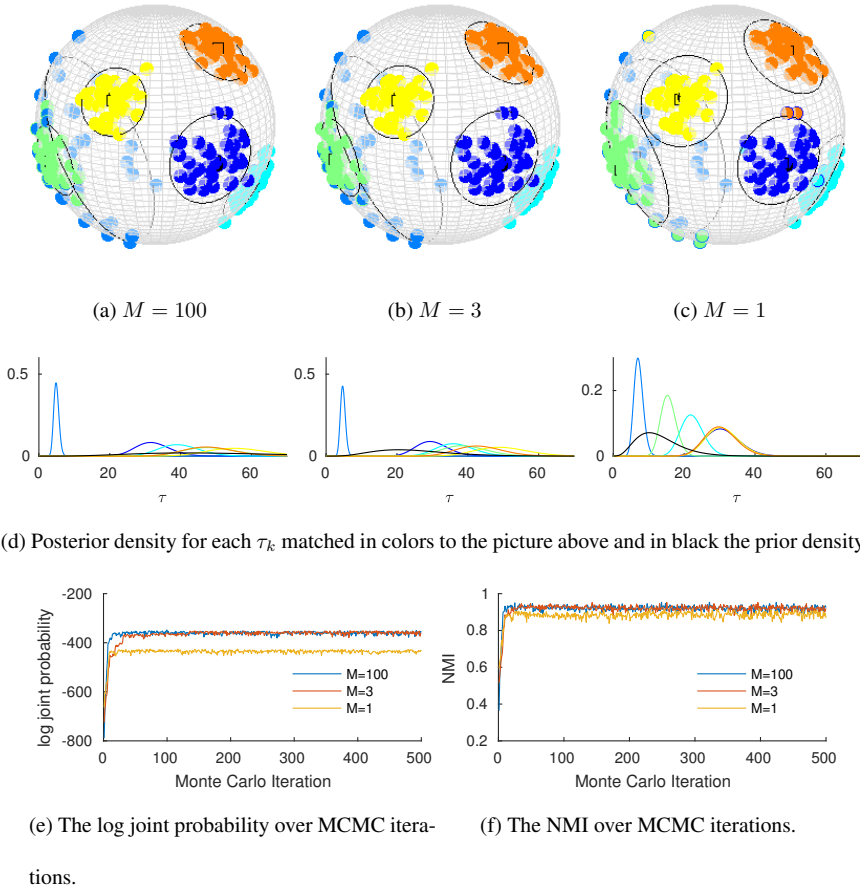 (a) M = 100
(b) M = 3
(c) M = 1
0.5
0
0 20 40 60
τ
0.5
0
0 20 40 60
τ
0.2
0
0 20 40 60
τ
(d) Posterior density for each τk matched in colors to the picture above and in black the prior density
-200
-400
-600
-800
log joint probability
M=100
M=3
M=1
0 100 200 300 400 500
Monte Carlo Iteration
1
0.8
0.6
0.4
0.2
NMI
M=100
M=3
M=1
0 100 200 300 400 500
Monte Carlo Iteration
(e) The log joint probability over MCMC itera-
tions.
(f) The NMI over MCMC iterations.